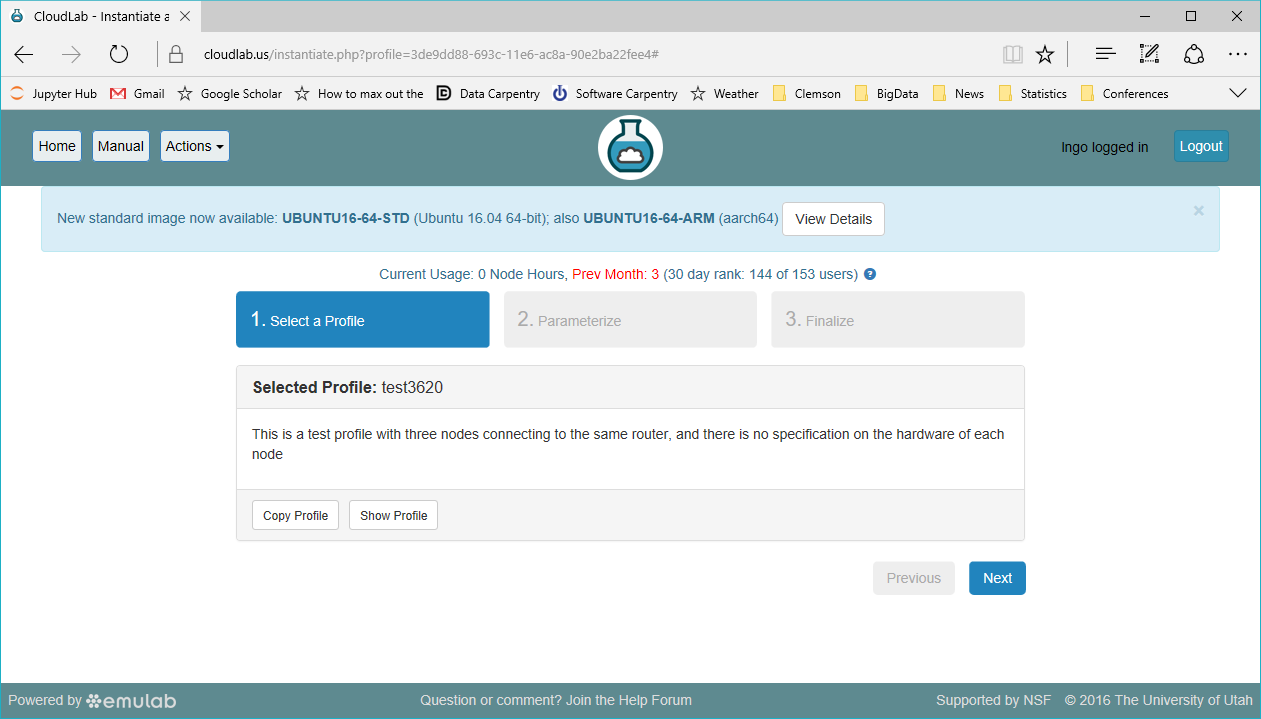 CloudLab - Instantiate a
cloudlab.us/instantiate.php?profile=3de9dd88-693c-11e6-ac8a-90e2ba22fee4#
Jupyter Hub Gmail Google Scholar How to max out the Data Carpentry Software Carpentry Weather Clemson BigData News Statistics Conferences
Home Manual Actions lngo logged in Logout
New standard image now available: UBUNTU16-64-STD (Ubuntu 16.04 64-bit); also UBUNTU16-64-ARM (aarch64) View Details ×
Current Usage: 0 Node Hours, Prev Month: 3 (30 day rank: 144 of 153 users) ?
1. Select a Profile 2. Parameterize 3. Finalize
Selected Profile: test3620
This is a test profile with three nodes connecting to the same router, and there is no specification on the hardware of each
node
Copy Profile Show Profile
Previous Next
Powered by emulab Question or comment? Join the Help Forum Supported by NSF © 2016 The University of Utah